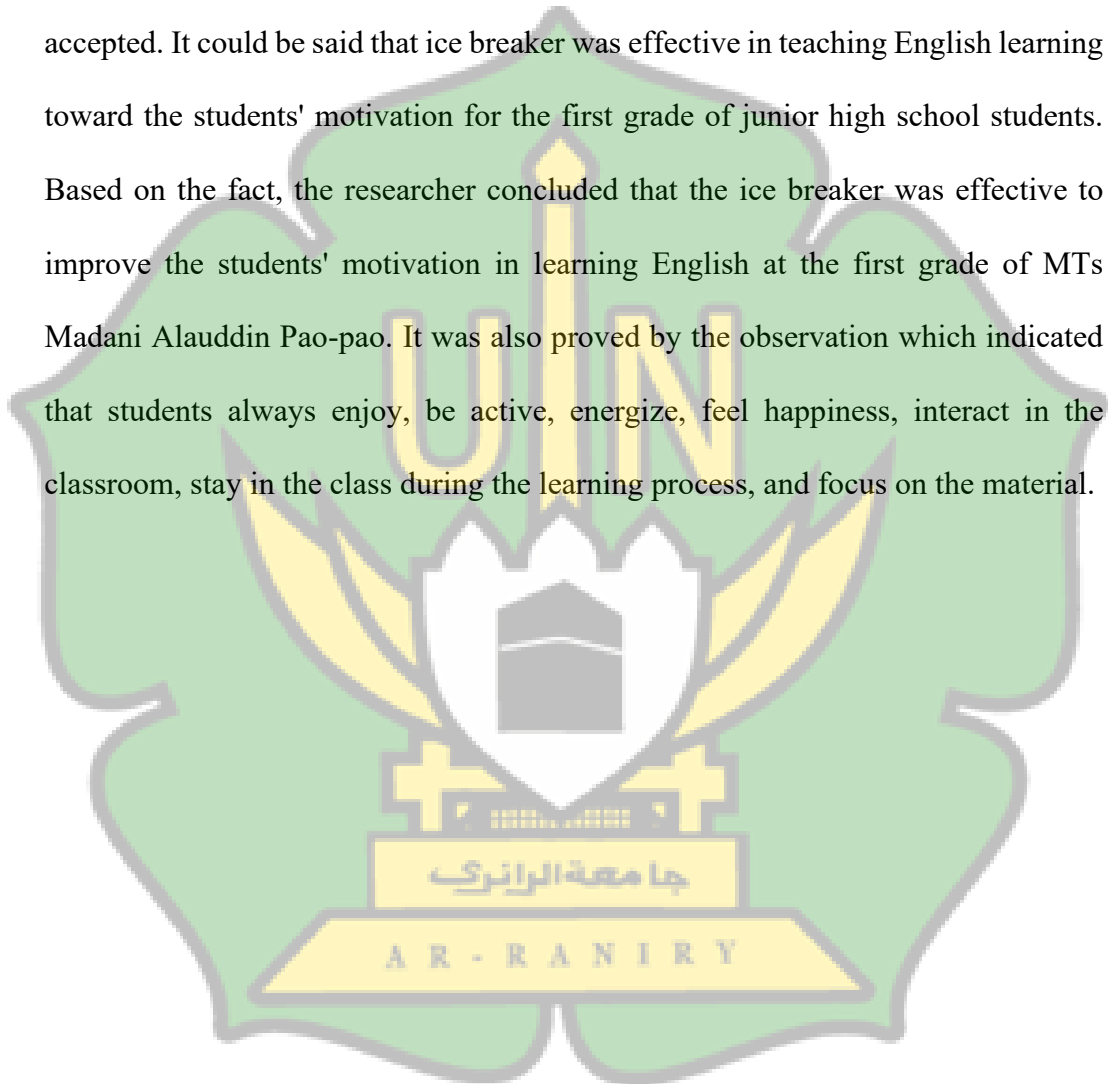 accepted. It could be said that ice breaker was effective in teaching English learning
toward the students' motivation for the first grade of junior high school students.
Based on the fact, the researcher concluded that the ice breaker was effective to
improve the students' motivation in learning English at the first grade of MTs
Madani Alauddin Pao-pao. It was also proved by the observation which indicated
that students always enjoy, be active, energize, feel happiness, interact in the
classroom, stay in the class during the learning process, and focus on the material.
UIN
جامعة الرانري
AR-RANIRY